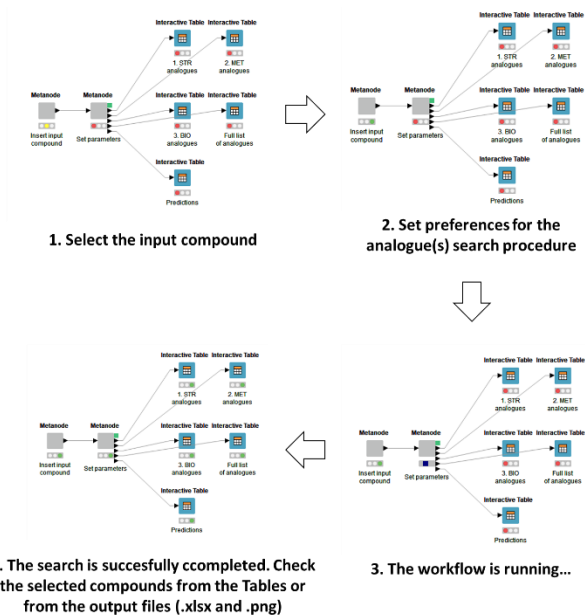 Interactive Table Interactive Table
1. STR
analogues
2. MET
analogues
Metanode
Metanode
Insert input
compound
Set parameters
Interactive Table Interactive Table
3. BIO
analogues
Full list
of analogues
Interactive Table
Predictions
1. Select the input compound
Interactive Table Interactive Table
1. STR
analogues
2. MET
analogues
Metanode
Metanode
Insert input
compound
Set parameters
Interactive Table Interactive Table
3. BIO
analogues
Full list
of analogues
Interactive Table
Predictions
2. Set preferences for the
analogue(s) search procedure
Interactive Table Interactive Table
1. STR
analogues
2. MET
analogues
Metanode
Metanode
Insert input
compound
Set parameters
Interactive Table Interactive Table
3. BIO
analogues
Full list
of analogues
Interactive Table
Predictions
3. The workflow is running...
Interactive Table Interactive Table
1. STR
analogues
2. MET
analogues
Metanode
Metanode
Insert input
compound
Set parameters
Interactive Table Interactive Table
3. BIO
analogues
Full list
of analogues
Interactive Table
Predictions
. The search is succesfully ccompleted. Check
the selected compounds from the Tables or
from the output files (.xlsx and .png)